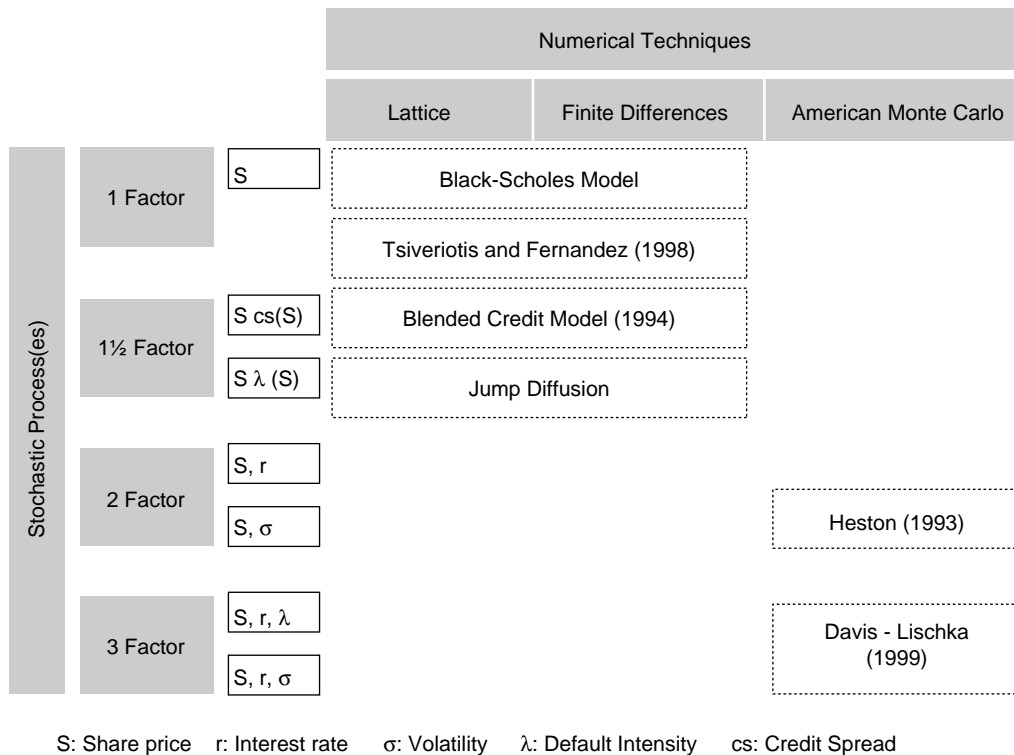 Numerical Techniques
Lattice
Finite Differences
American Monte Carlo
Stochastic Process(es)
1 Factor
S
Black-Scholes Model
Tsiveriotis and Fernandez (1998)
1½ Factor
S cs(S)
Blended Credit Model (1994)
S λ (S)
Jump Diffusion
2 Factor
S, r
S, σ
Heston (1993)
3 Factor
S, r, λ
S, r, σ
Davis - Lischka
(1999)
S: Share price r: Interest rate σ: Volatility λ: Default Intensity cs: Credit Spread